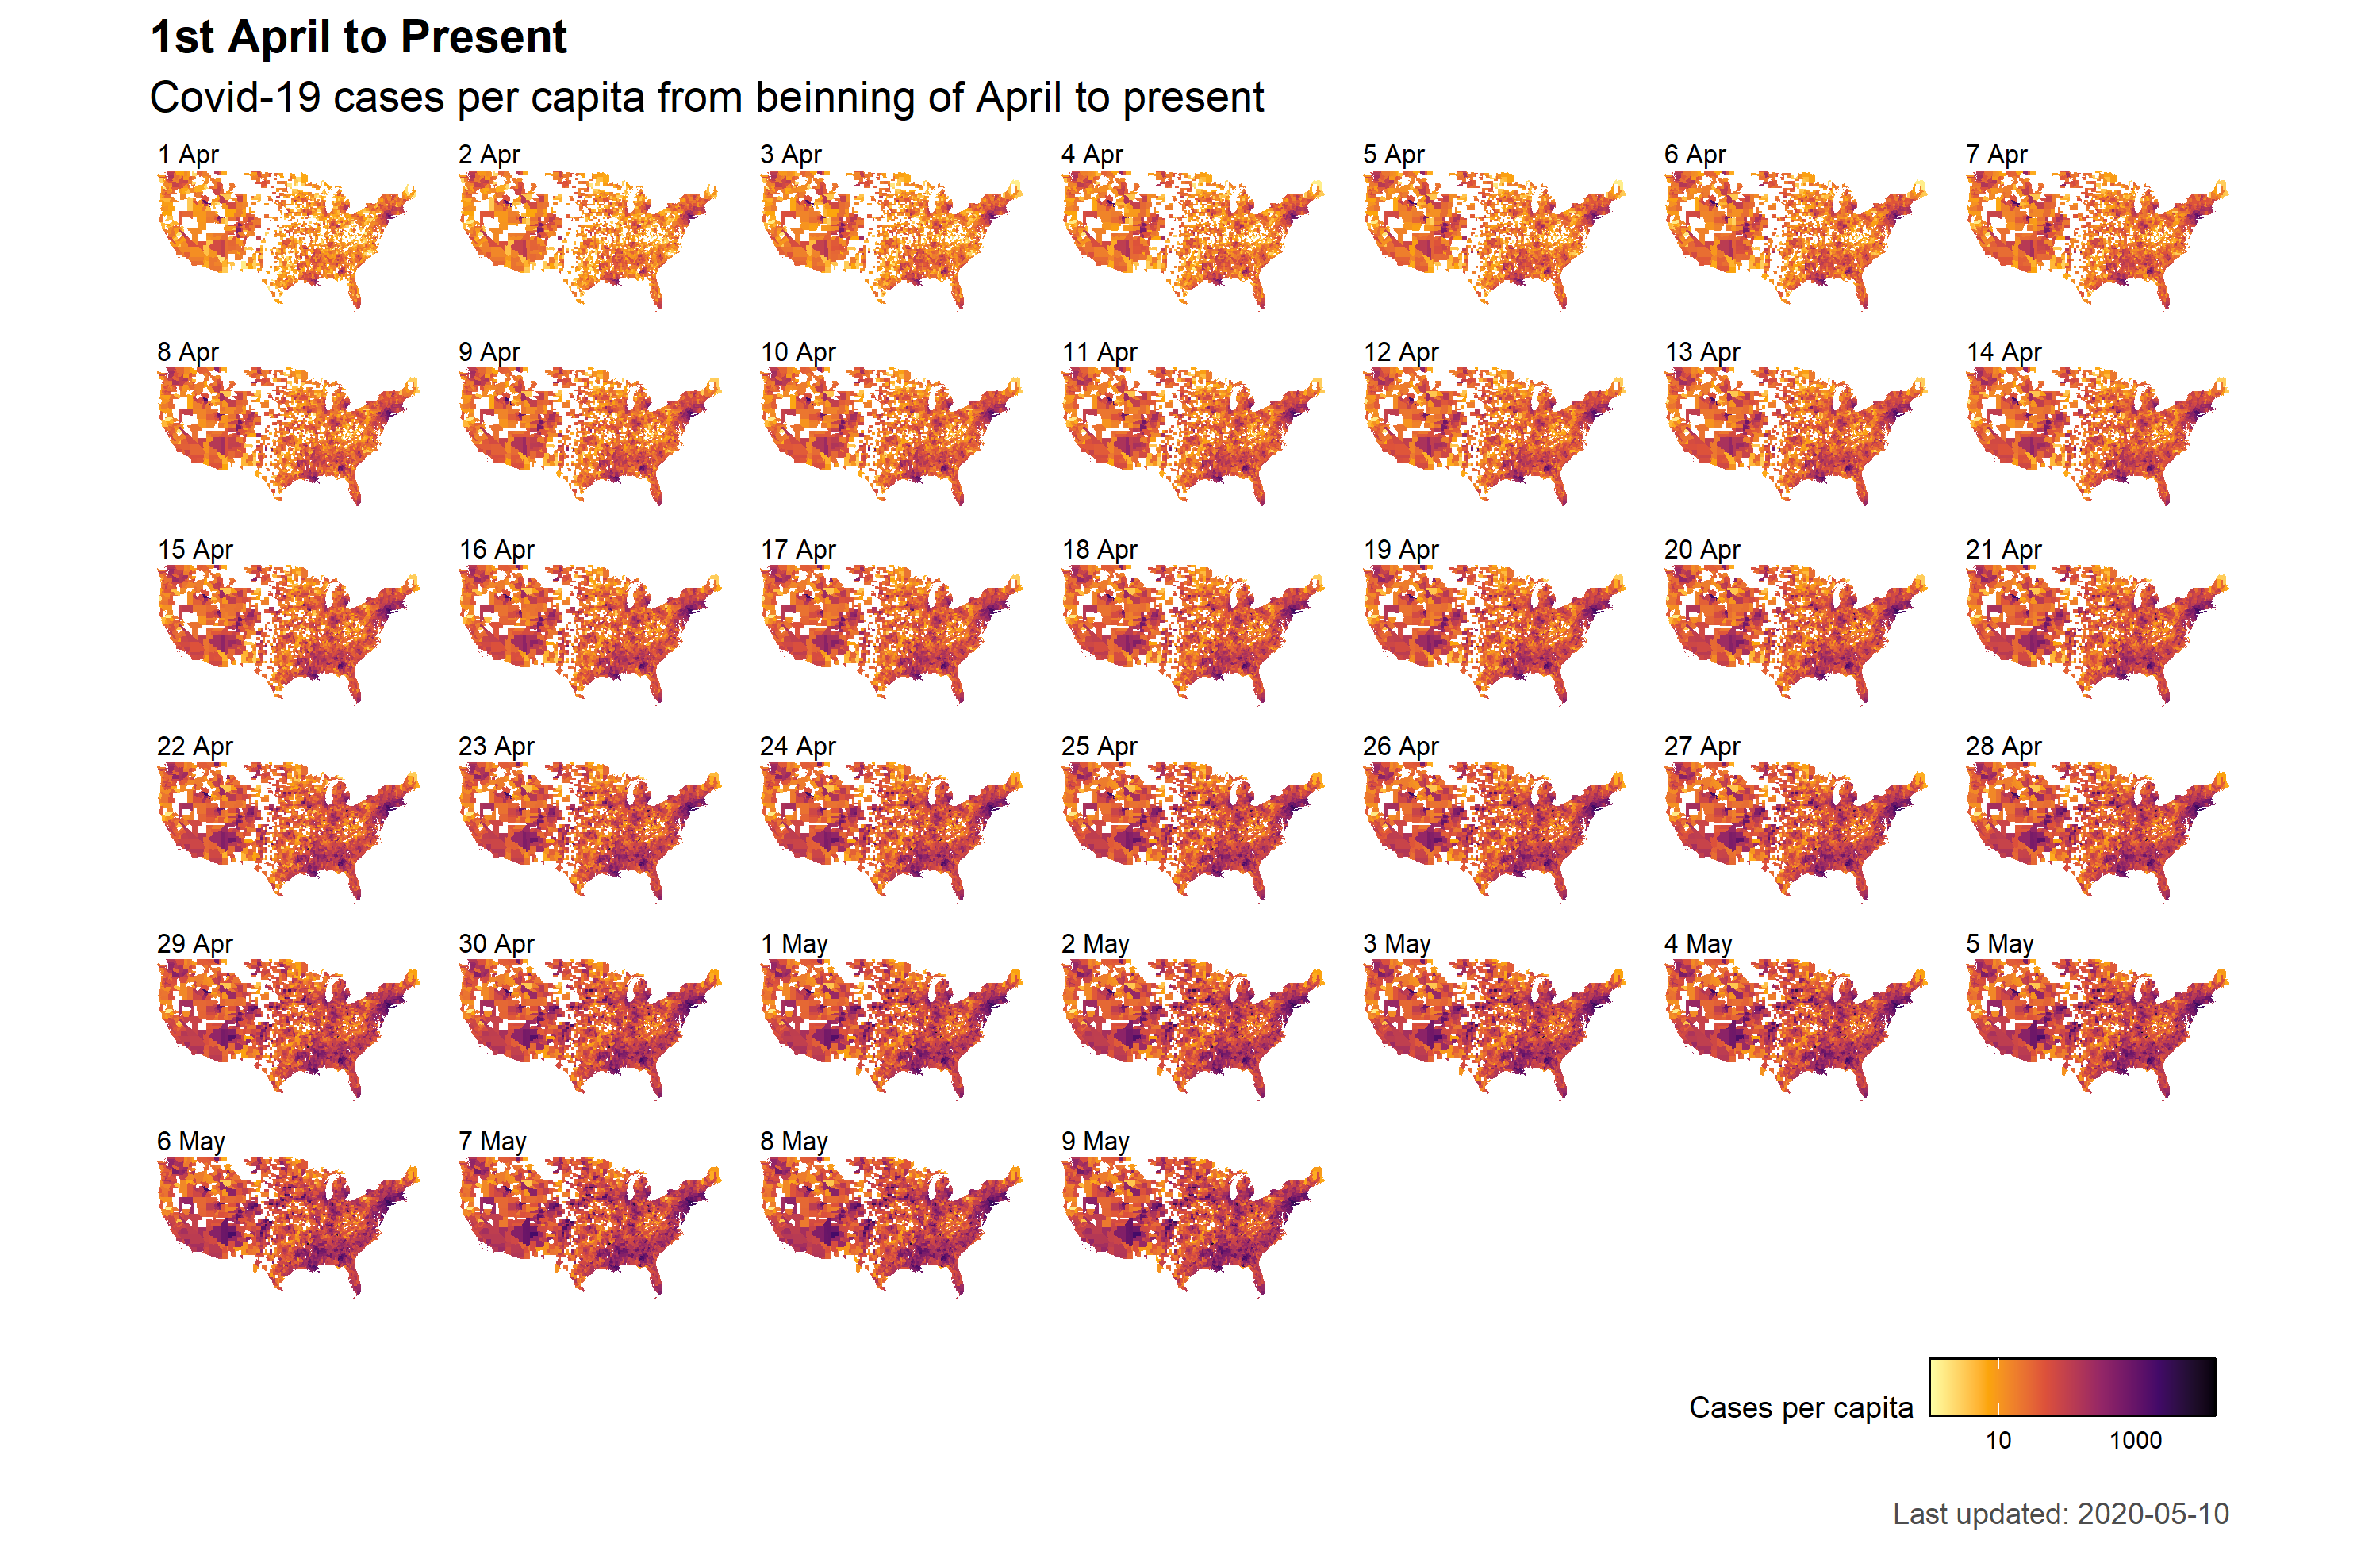 1st April to Present
Covid-19 cases per capita from beinning of April to present
1 Apr
2 Apr
3 Apr
4 Apr
5 Apr
6 Apr
7 Apr
8 Apr
9 Apr
10 Apr
11 Apr
12 Apr
13 Apr
14 Apr
15 Apr
16 Apr
17 Apr
18 Apr
19 Apr
20 Apr
21 Apr
22 Apr
23 Apr
24 Apr
25 Apr
26 Apr
27 Apr
28 Apr
29 Apr
30 Apr
1 May
2 May
3 May
4 May
5 May
6 May
7 May
8 May
9 May
Cases per capita
10
1000
Last updated: 2020-05-10